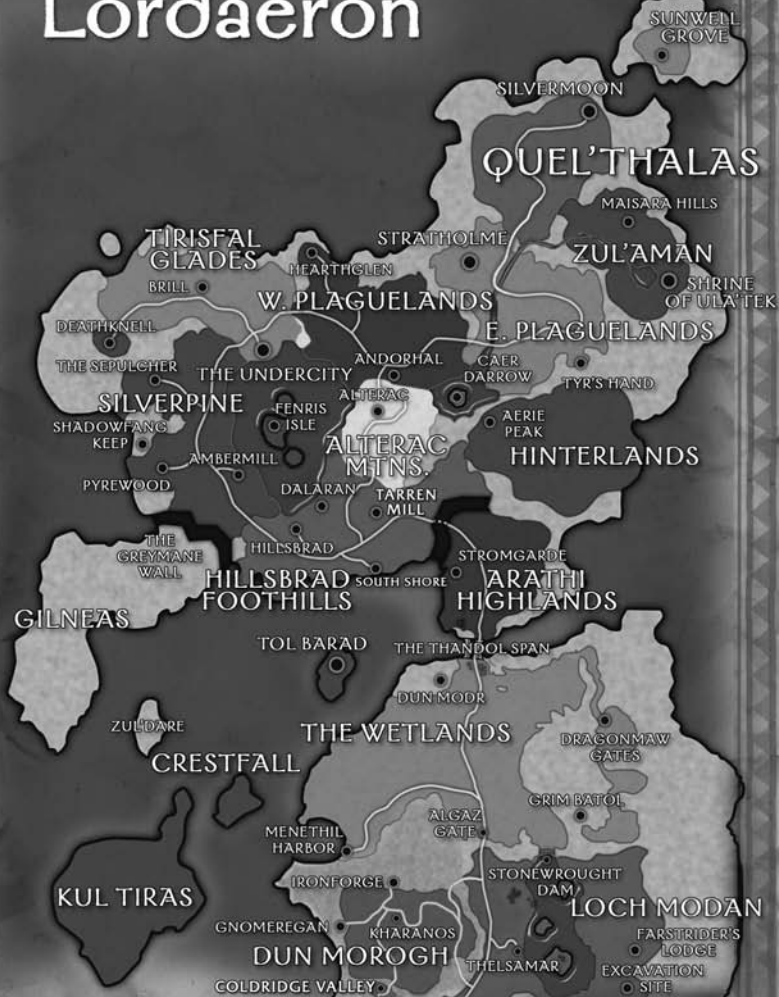 Lordaeron
SUNWELL
GROVE
SILVERMOON
QUEL'THALAS
MAISARA HILLS
STRATHOLME
TIRISFAL
GLADES
ZUL'AMAN
HEARTHGLEN
BRILL
SHRINE
OF ULA'TEK
W. PLAGUELANDS
DEATHKNELL
E. PLAGUELANDS
ANDORHAL
CAER
DARROW
THE SEPULCHER
THE UNDERCITY
TYR'S HAND
ALTERAC
SILVERPINE
FENRIS
ISLE
AERIE
PEAK
SHADOWFANG
KEEP
ALTERAC
MTNS.
HINTERLANDS
AMBERMILL
PYREWOOD
DALARAN
TARREN
MILL
THE
GREYMANE
WALL
HILLSBRAD
STROMGARDE
HILLSBRAD
FOOTHILLS
SOUTH SHORE
ARATHI
HIGHLANDS
GILNEAS
TOL BARAD
THE THANDOL SPAN
DUN MODR
ZUL'DARE
THE WETLANDS
DRAGONMAW
GATES
CRESTFALL
GRIM BATOL
ALGAZ
GATE
MENETHIL
HARBOR
STONEWROUGHT
DAM
IRONFORGE
KUL TIRAS
LOCH MODAN
GNOMEREGAN
KHARANOS
FARSTRIDER'S
LODGE
DUN MOROGH
THELSAMAR
EXCAVATION
SITE
COLDRIDGE VALLEY